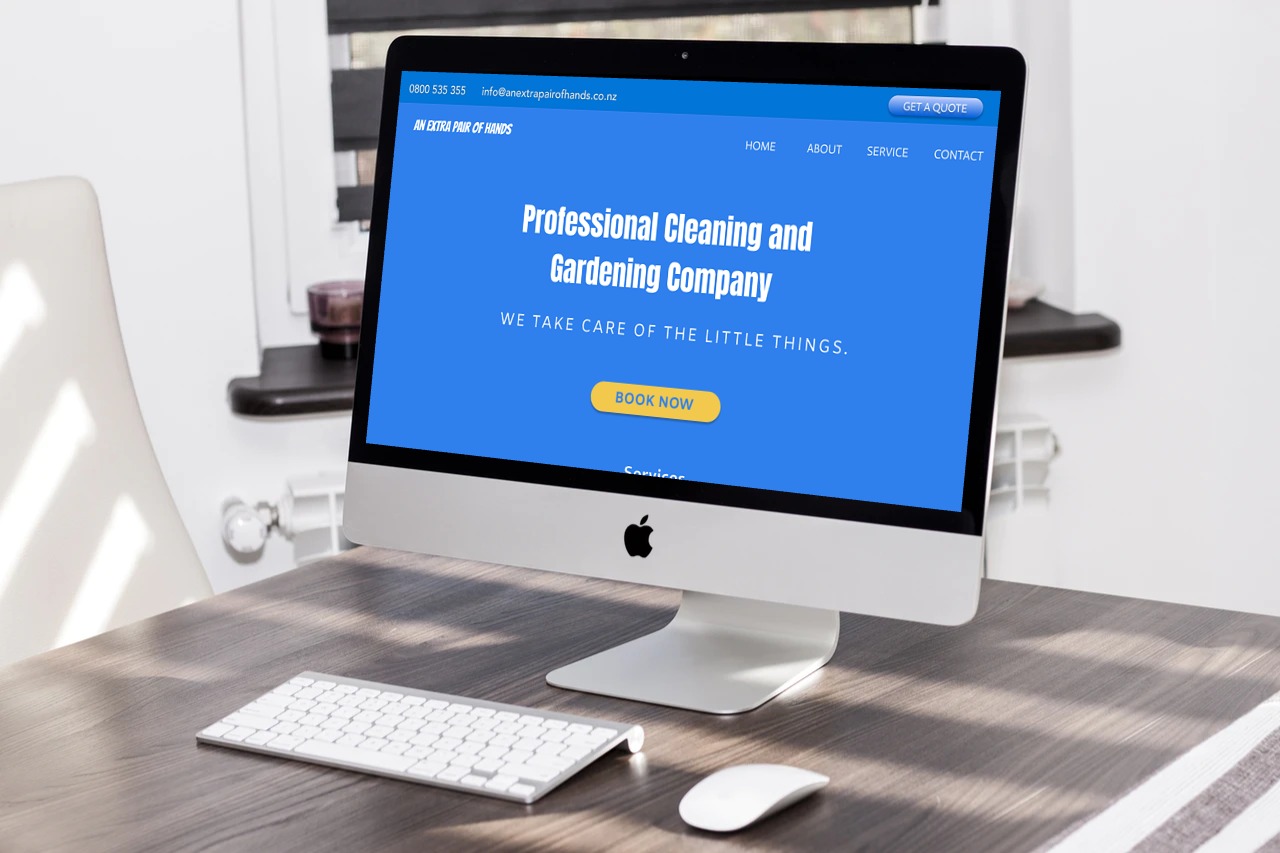 0800 535 355 info@anextrapairofhands.co.nz GET A QUOTE
AN EXTRA PAIR OF HANDS
HOME ABOUT SERVICE CONTACT
Professional Cleaning and
Gardening Company
WE TAKE CARE OF THE LITTLE THINGS.
BOOK NOW
Services